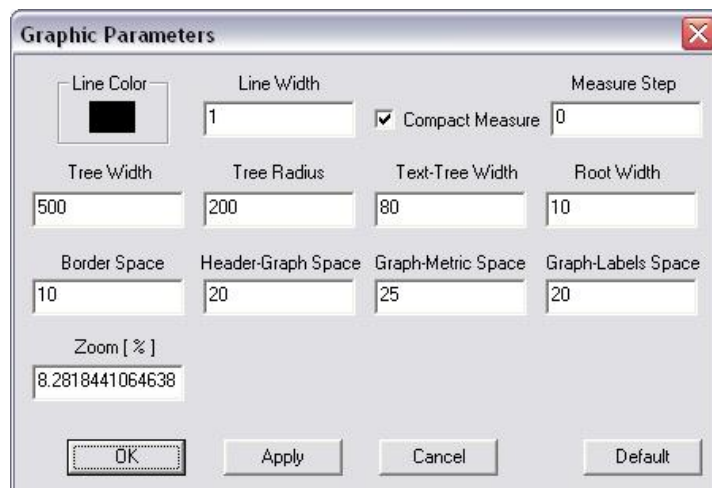 Graphic Parameters
Line Color
Line Width
Measure Step
1
Compact Measure
0
Tree Width
Tree Radius
Text-Tree Width
Root Width
500
200
80
10
Border Space
Header-Graph Space
Graph-Metric Space
Graph-Labels Space
10
20
25
20
Zoom [ % ]
8.2818441064638
OK
Apply
Cancel
Default